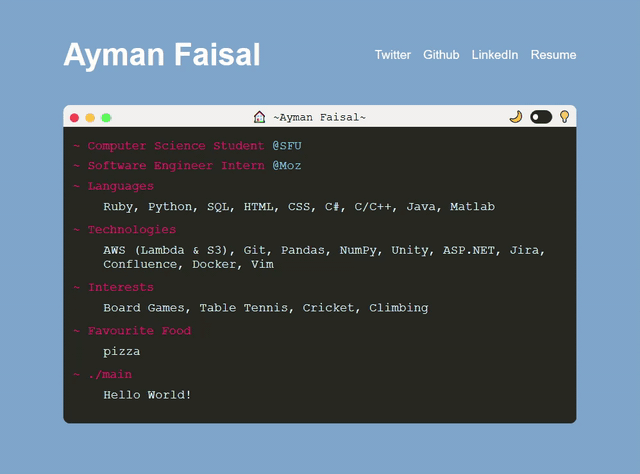 Ayman Faisal
Twitter Github LinkedIn Resume
~Ayman Faisal~
~ Computer Science Student @SFU
~ Software Engineer Intern @Moz
~ Languages
Ruby, Python, SQL, HTML, CSS, C#, C/C++, Java, Matlab
~ Technologies
AWS (Lambda & S3), Git, Pandas, NumPy, Unity, ASP.NET, Jira,
Confluence, Docker, Vim
~ Interests
Board Games, Table Tennis, Cricket, Climbing
~ Favourite Food
pizza
~ ./main
Hello World!